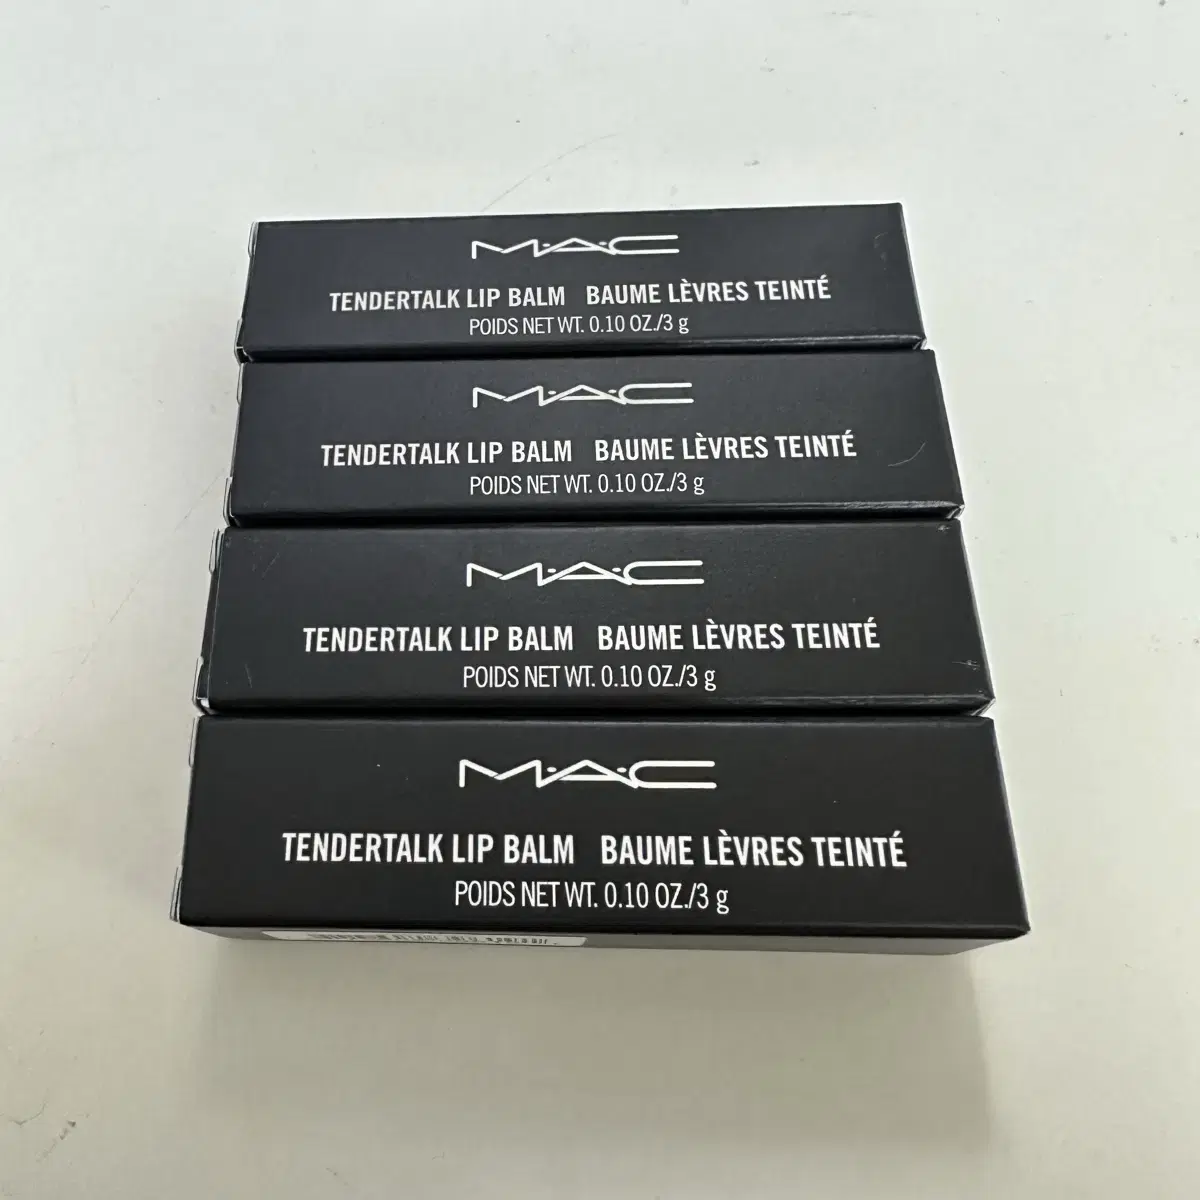 M·A·C
TENDERTALK LIP BALM BAUME LÈVRES TEINTÉ
POIDS NET WT. 0.10 OZ./3 g
M·A·C
TENDERTALK LIP BALM BAUME LÈVRES TEINTÉ
POIDS NET WT. 0.10 OZ./3 g
M·A·C
TENDERTALK LIP BALM BAUME LÈVRES TEINTÉ
POIDS NET WT. 0.10 OZ./3 g
M·A·C
TENDERTALK LIP BALM BAUME LÈVRES TEINTÉ
POIDS NET WT. 0.10 OZ./3 g